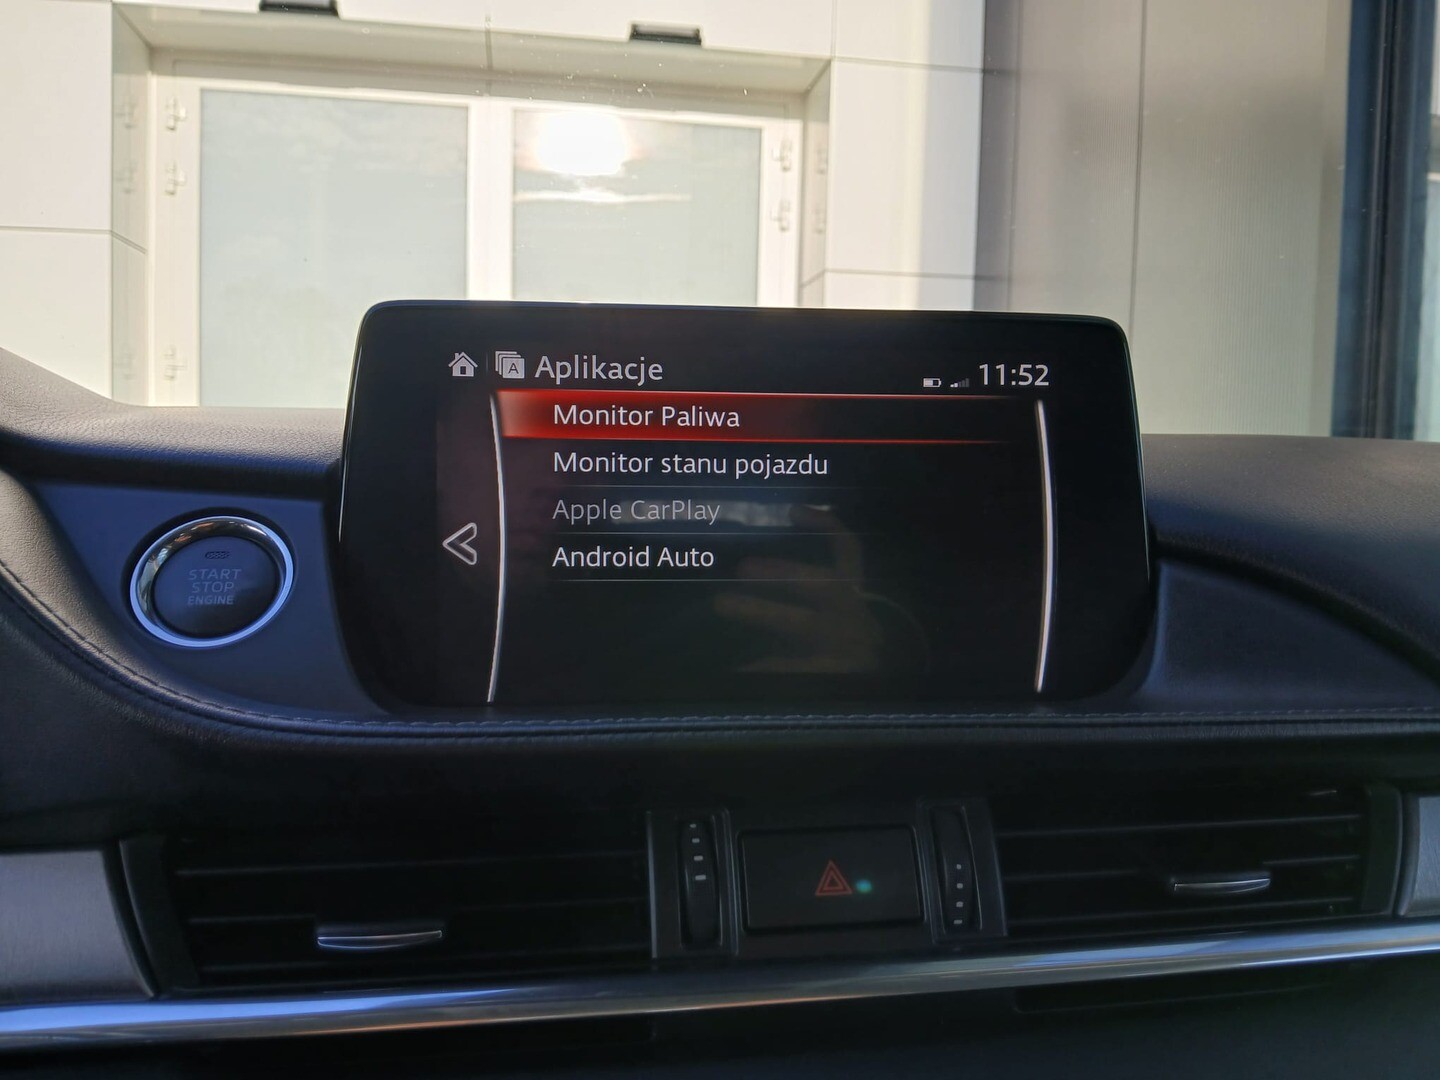 A Aplikacje 11:52
Monitor Paliwa
Monitor stanu pojazdu
Apple CarPlay
Android Auto
START
STOP
ENGINE